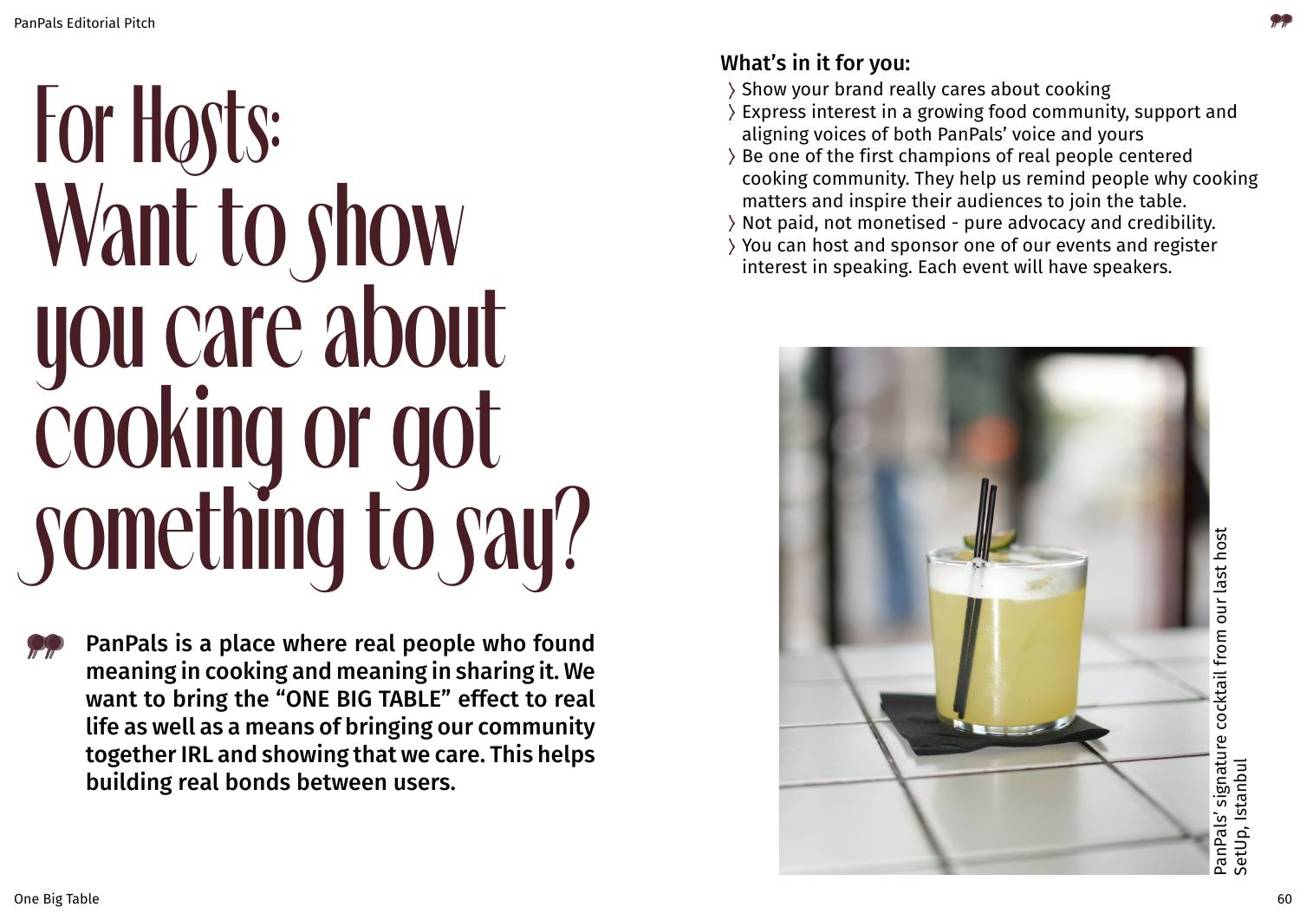 PanPals Editorial Pitch
For Hosts:
Want to show
you care about
cooking or got
something to say?
PanPals is a place where real people who found
meaning in cooking and meaning in sharing it. We
want to bring the “ONE BIG TABLE” effect to real
life as well as a means of bringing our community
together IRL and showing that we care. This helps
building real bonds between users.
One Big Table
What’s in it for you:
〉Show your brand really cares about cooking
〉Express interest in a growing food community, support and
aligning voices of both PanPals’ voice and yours
〉Be one of the first champions of real people centered
cooking community. They help us remind people why cooking
matters and inspire their audiences to join the table.
〉Not paid, not monetised - pure advocacy and credibility.
〉You can host and sponsor one of our events and register
interest in speaking. Each event will have speakers.
PanPals’ signature cocktail from our last host
SetUp, Istanbul
60